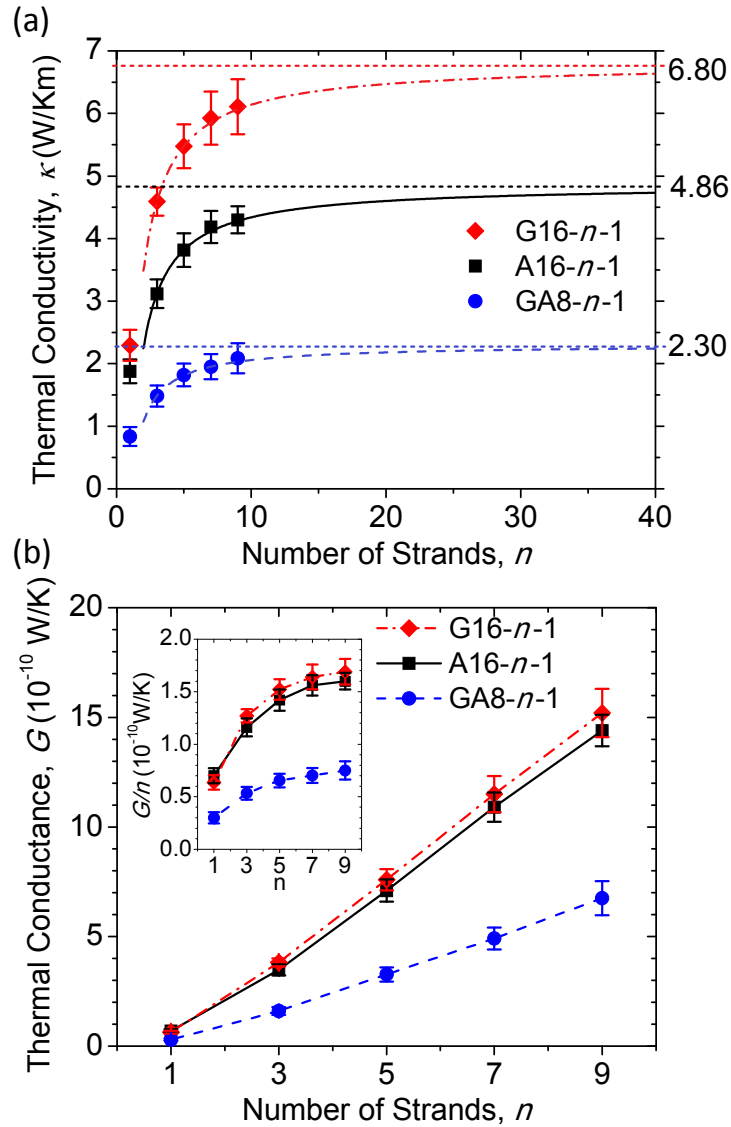 (a)
Thermal Conductivity, κ (W/Km)
7
6
5
4
3
2
1
0
6.80
4.86
2.30
G16-n-1
A16-n-1
GA8-n-1
0 10 20 30 40
Number of Strands, n
(b)
Thermal Conductance, G (10⁻¹⁰ W/K)
20
15
10
5
0
G16-n-1
A16-n-1
GA8-n-1
G/n (10⁻¹⁰W/K)
2.0
1.5
1.0
0.5
0.0
1 3 5 7 9
n
1 3 5 7 9
Number of Strands, n